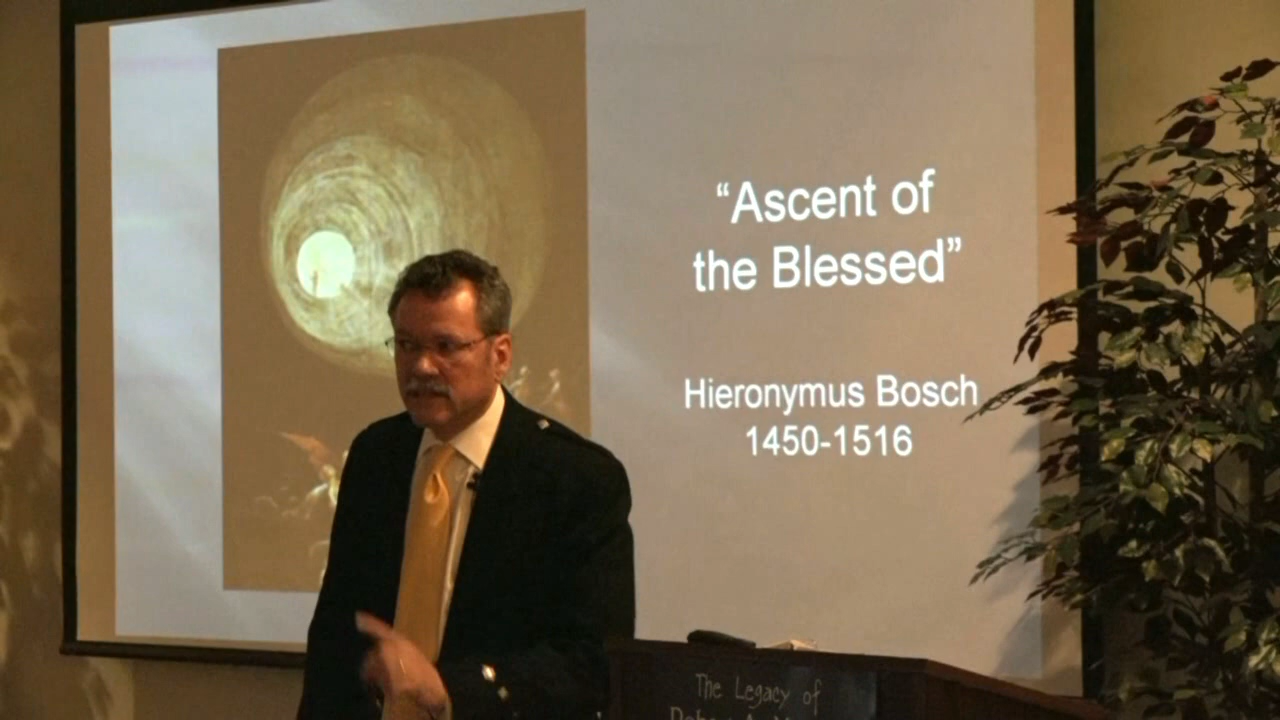 “Ascent of
the Blessed”
Hieronymus Bosch
1450-1516
The Legacy of